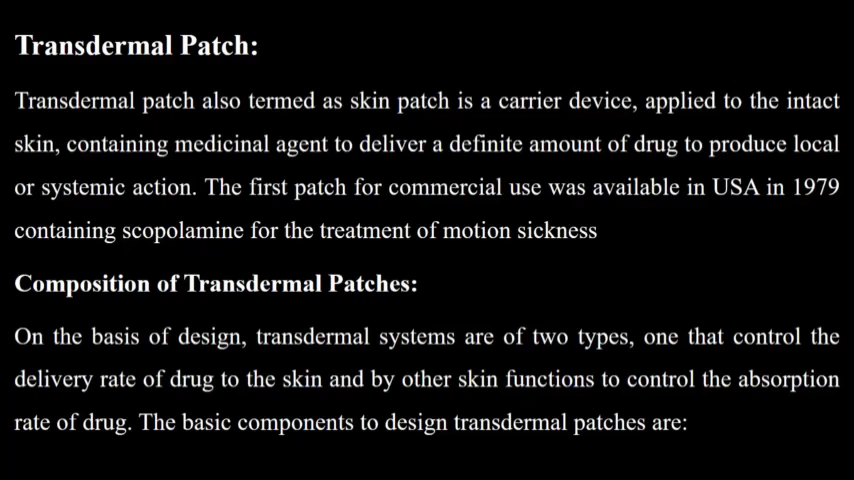 Transdermal Patch:
Transdermal patch also termed as skin patch is a carrier device, applied to the intact
skin, containing medicinal agent to deliver a definite amount of drug to produce local
or systemic action. The first patch for commercial use was available in USA in 1979
containing scopolamine for the treatment of motion sickness
Composition of Transdermal Patches:
On the basis of design, transdermal systems are of two types, one that control the
delivery rate of drug to the skin and by other skin functions to control the absorption
rate of drug. The basic components to design transdermal patches are: